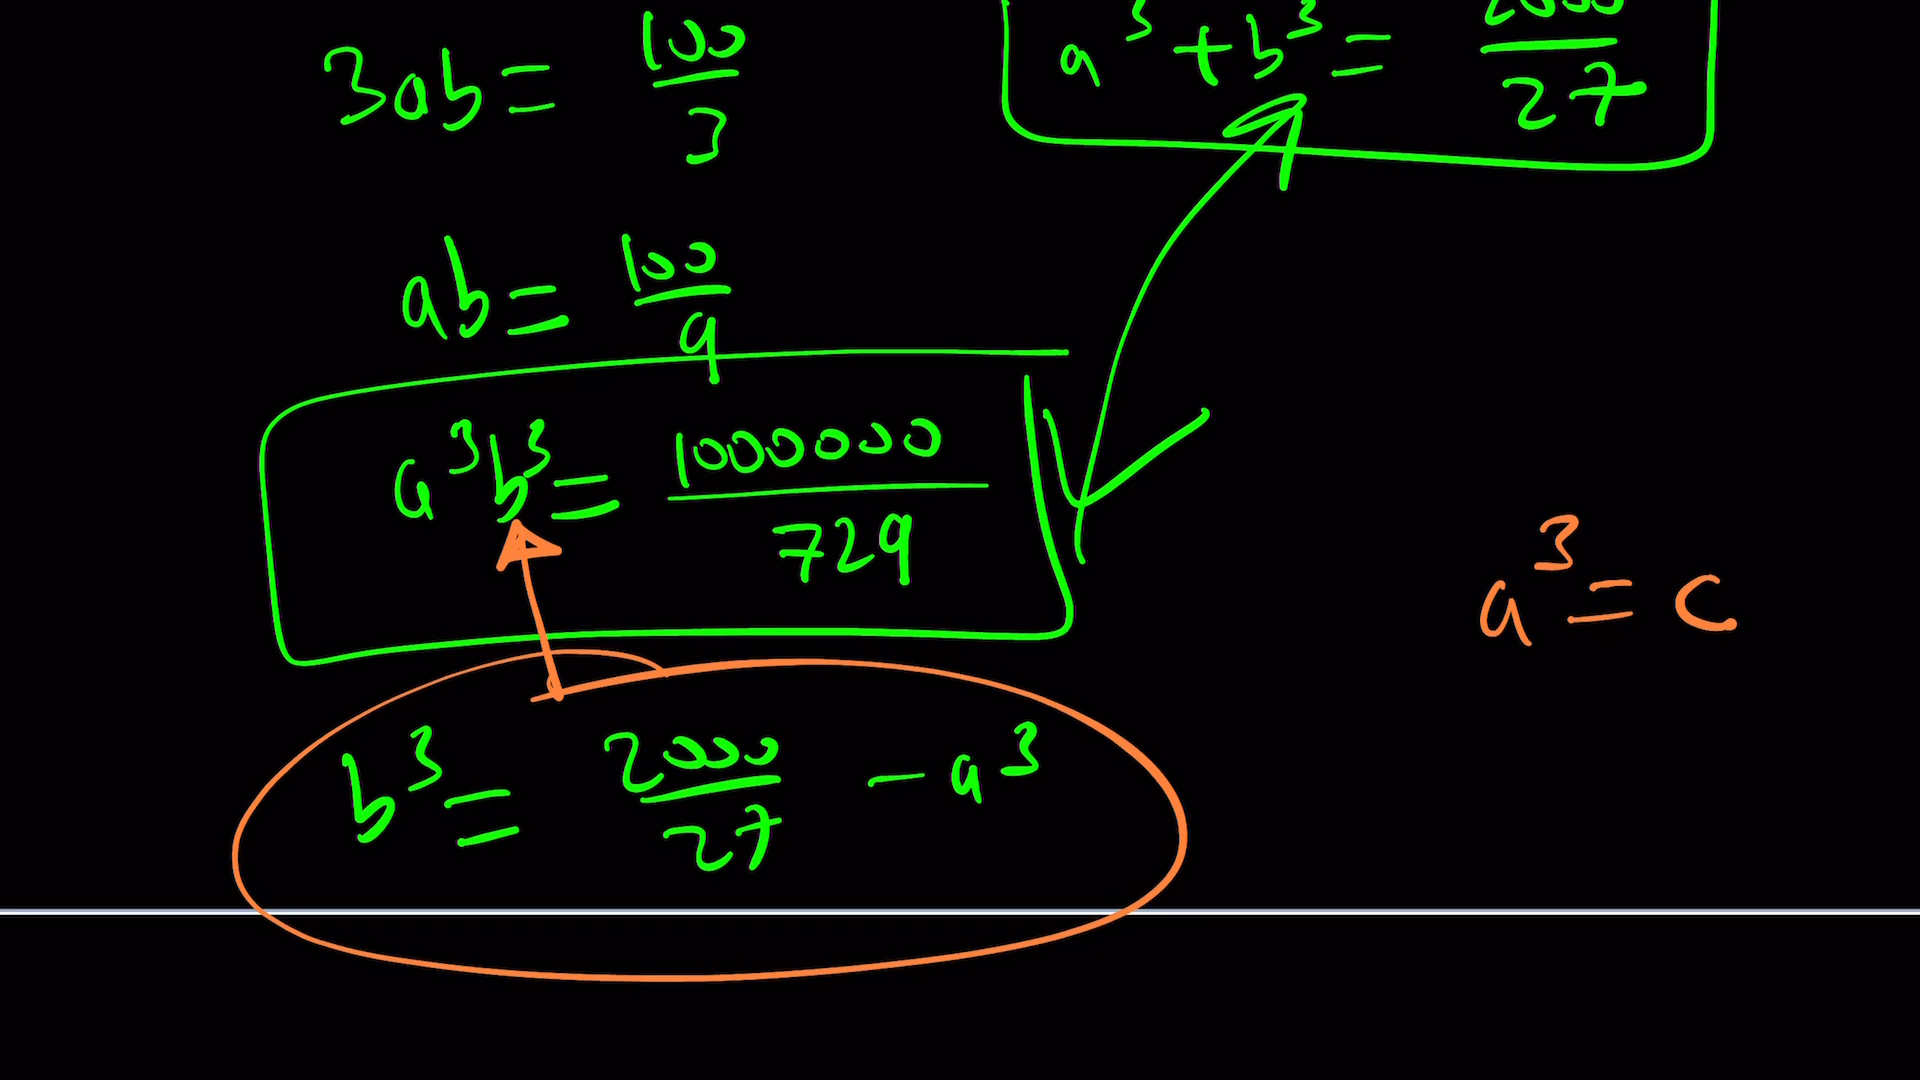 3ab = 100/3
a³ + b³ = 2000/27
ab = 100/9
a³b³ = 1000000/729
a³ = c
b³ = 2000/27 - a³